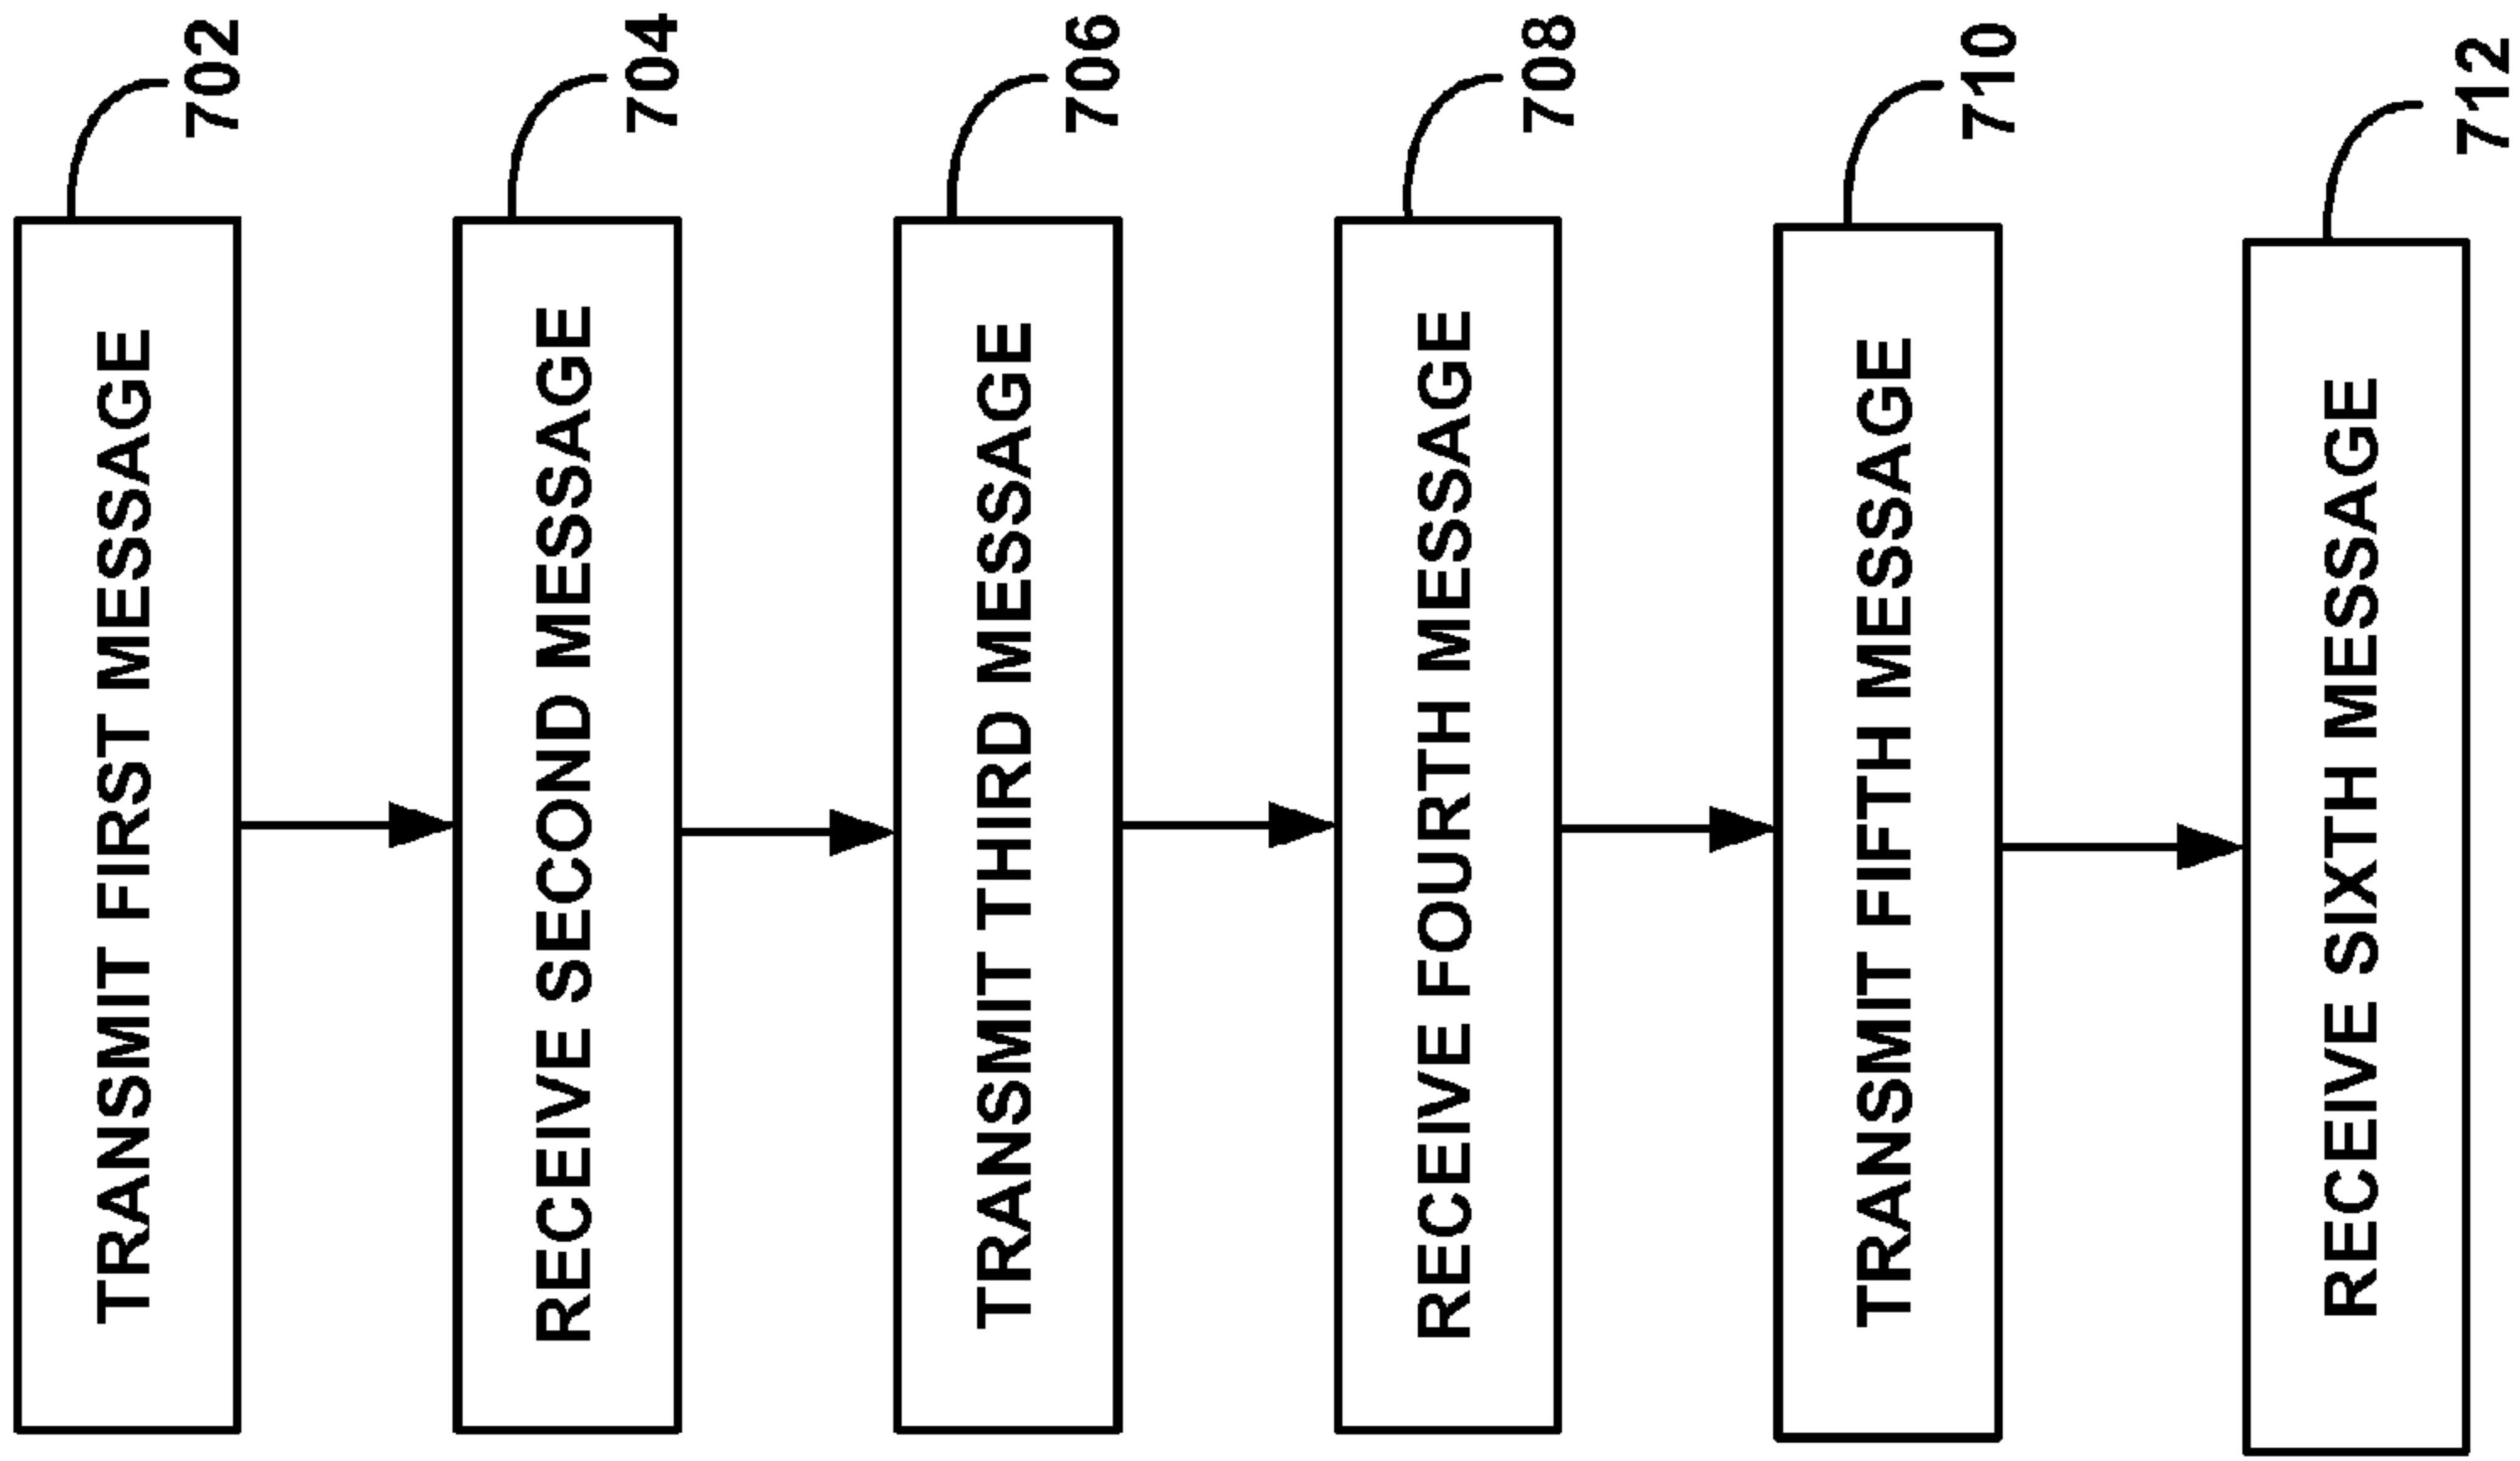 TRANSMIT FIRST MESSAGE
702
RECEIVE SECOND MESSAGE
704
TRANSMIT THIRD MESSAGE
706
RECEIVE FOURTH MESSAGE
708
TRANSMIT FIFTH MESSAGE
710
RECEIVE SIXTH MESSAGE
712